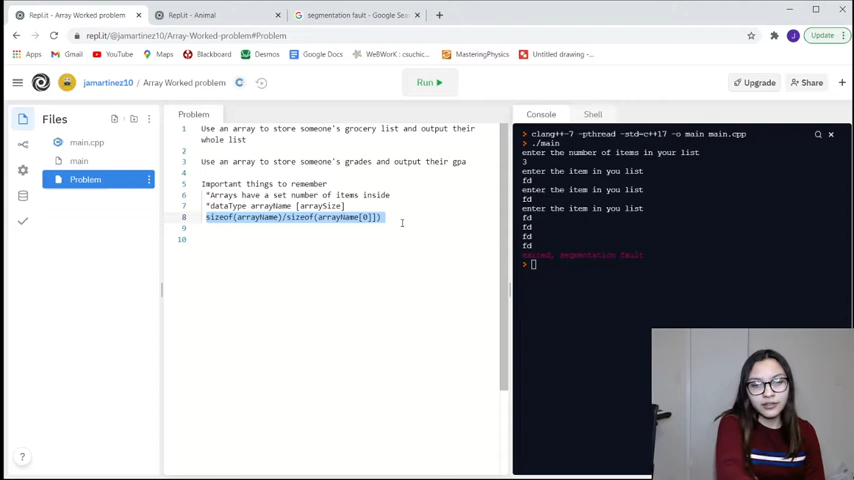 Repl.it - Array Worked problem
Repl.it - Animal
segmentation fault - Google Sea
repl.it/@jamartinez10/Array-Worked-problem#Problem
J
Update
Apps
Gmail
YouTube
Maps
Blackboard
Desmos
Google Docs
WeBWorK : csuchic...
MasteringPhysics
Untitled drawing -...
jamartinez10 / Array Worked problem
Run
Upgrade
Share
Files
main.cpp
main
Problem
Problem
1 Use an array to store someone's grocery list and output their
whole list
2
3 Use an array to store someone's grades and output their gpa
4
5 Important things to remember
6 *Arrays have a set number of items inside
7 *dataType arrayName [arraySize]
8 sizeof(arrayName)/sizeof(arrayName[0]])
9
10
?
Console
Shell
> clang++-7 -pthread -std=c++17 -o main main.cpp
> ./main
enter the number of items in your list
3
enter the item in you list
fd
enter the item in you list
fd
enter the item in you list
fd
fd
fd
fd
exited, segmentation fault
>